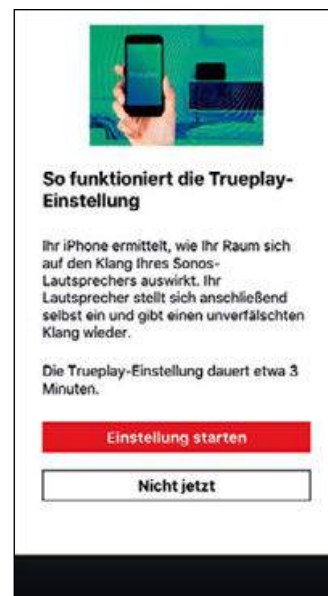 So funktioniert die Trueplay-
Einstellung
Ihr iPhone ermittelt, wie Ihr Raum sich
auf den Klang Ihres Sonos-
Lautsprechers auswirkt. Ihr
Lautsprecher stellt sich anschließend
selbst ein und gibt einen unverfälschten
Klang wieder.
Die Trueplay-Einstellung dauert etwa 3
Minuten.
Einstellung starten
Nicht jetzt